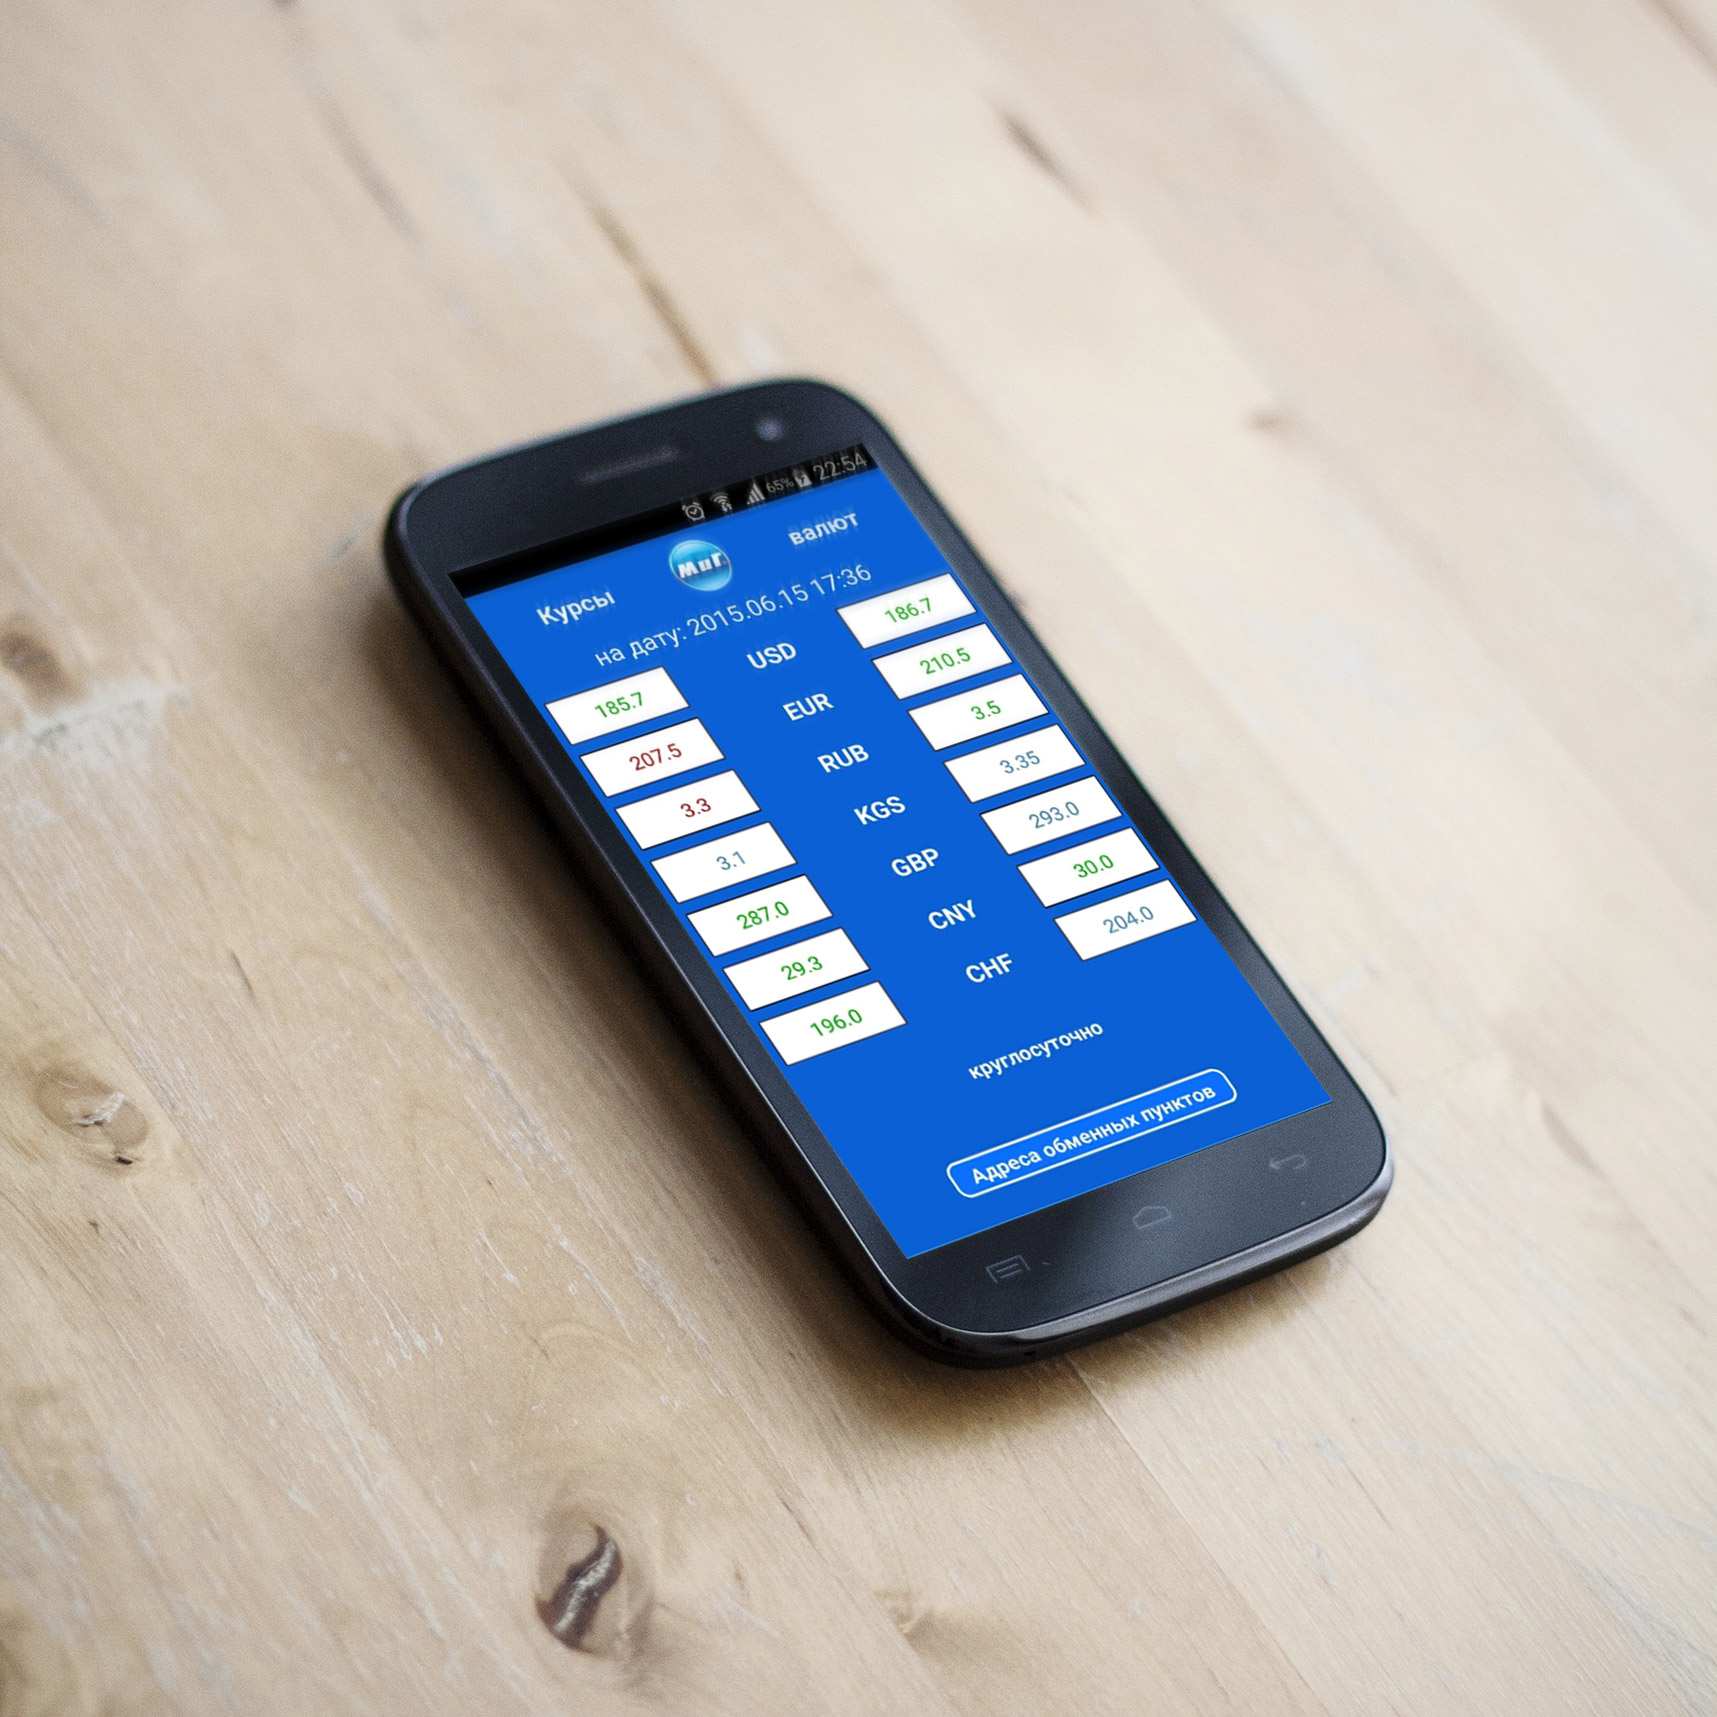 65% 22:54
Курсы МиГ валют
на дату: 2015.06.15 17:36
185.7 USD 186.7
207.5 EUR 210.5
3.3 RUB 3.5
3.1 KGS 3.35
287.0 GBP 293.0
29.3 CNY 30.0
196.0 CHF 204.0
круглосуточно
Адреса обменных пунктов